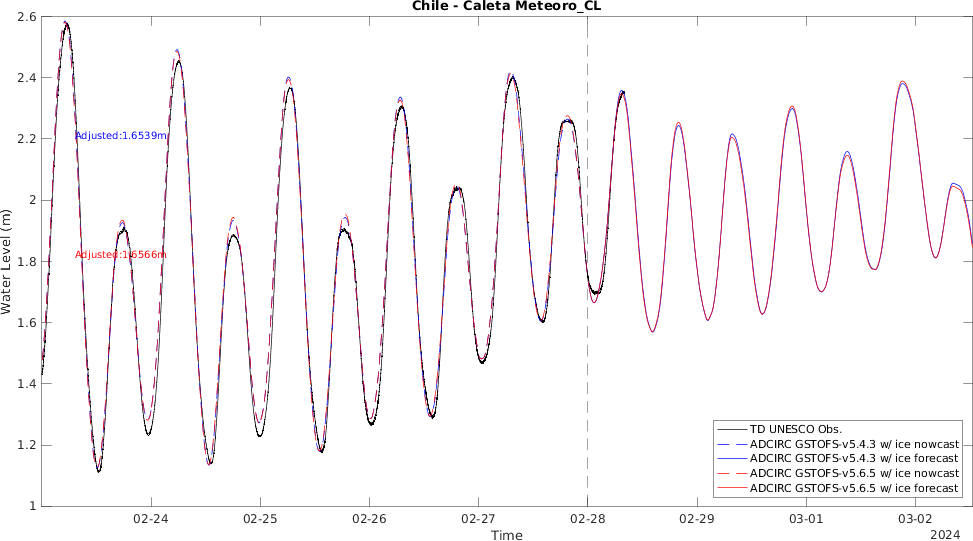 Chile - Caleta Meteoro_CL
2.6
2.4
2.2
2
1.8
1.6
1.4
1.2
1
Water Level (m)
Adjusted:1.6539m
Adjusted:1.6566m
TD UNESCO Obs.
ADCIRC GSTOFS-v5.4.3 w/ ice nowcast
ADCIRC GSTOFS-v5.4.3 w/ ice forecast
ADCIRC GSTOFS-v5.6.5 w/ ice nowcast
ADCIRC GSTOFS-v5.6.5 w/ ice forecast
02-24 02-25 02-26 02-27 02-28 02-29 03-01 03-02
Time
2024